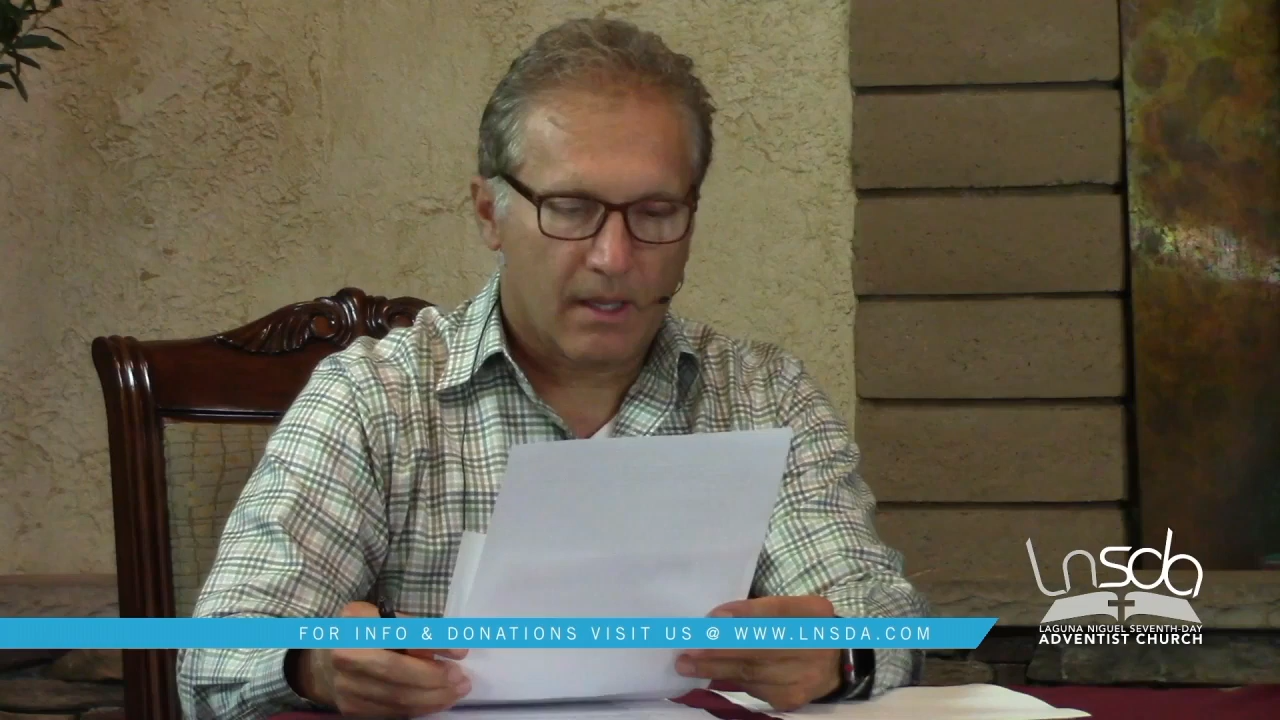 FOR INFO & DONATIONS VISIT US @ WWW.LNSDA.COM
Lnsda
LAGUNA NIGUEL SEVENTH-DAY
ADVENTIST CHURCH